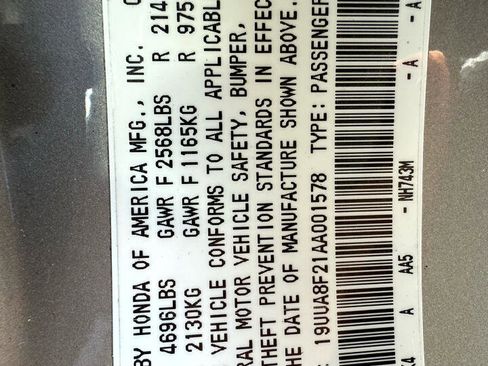 BY HONDA OF AMERICA MFG., INC.
4696LBS GAWR F 2568LBS R 214
2130KG GAWR F 1165KG R 975
VEHICLE CONFORMS TO ALL APPLICABL
RAL MOTOR VEHICLE SAFETY, BUMPER,
THEFT PREVENTION STANDARDS IN EFFEC
HE DATE OF MANUFACTURE SHOWN ABOVE.
: 19UUA8F21AA001578 TYPE: PASSENGER
K4 A AA5 - NH743M - A - A